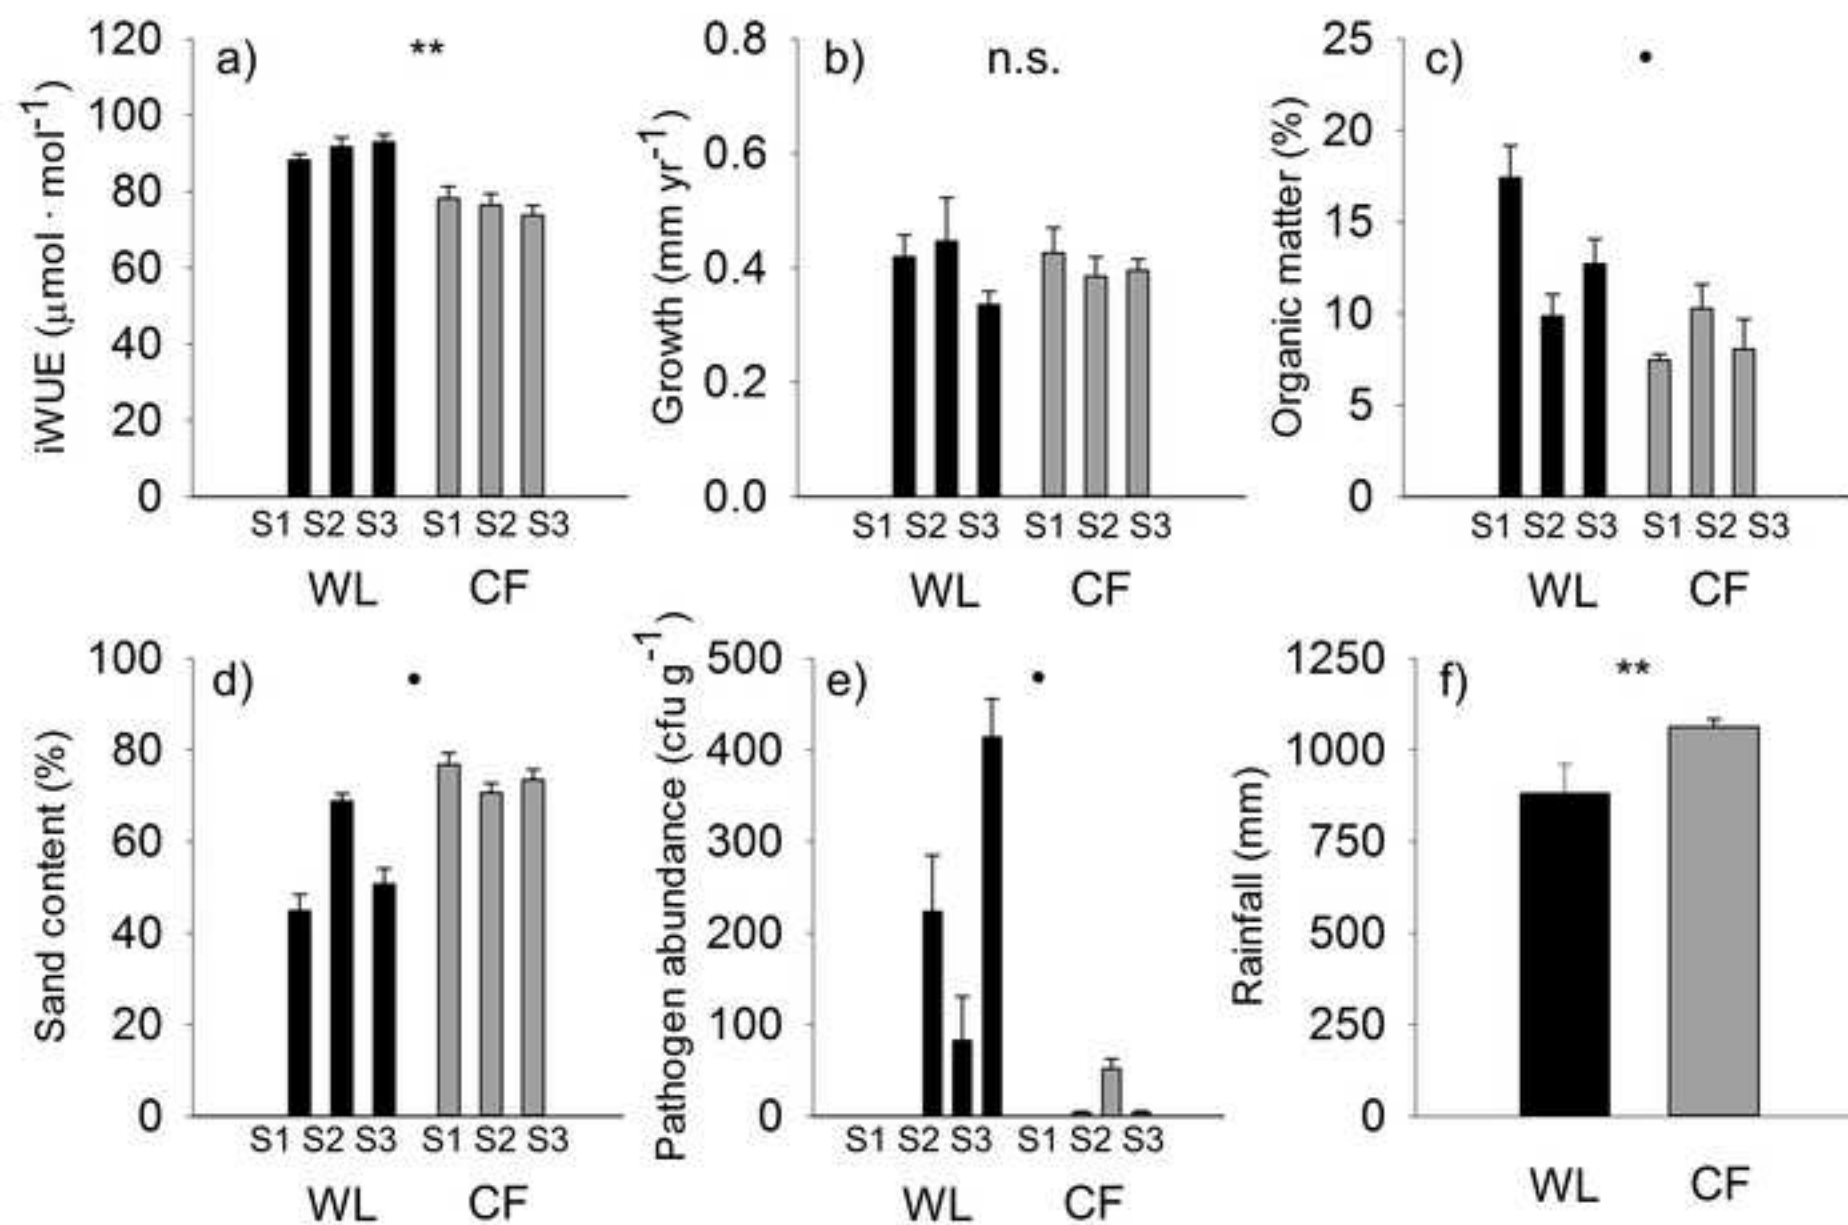 a)
**
iWUE (μmol · mol⁻¹)
120
100
80
60
40
20
0
S1 S2 S3 S1 S2 S3
WL CF
b)
n.s.
Growth (mm yr⁻¹)
0.8
0.6
0.4
0.2
0.0
S1 S2 S3 S1 S2 S3
WL CF
c)
•
Organic matter (%)
25
20
15
10
5
0
S1 S2 S3 S1 S2 S3
WL CF
d)
•
Sand content (%)
100
80
60
40
20
0
S1 S2 S3 S1 S2 S3
WL CF
e)
•
Pathogen abundance (cfu g⁻¹)
500
400
300
200
100
0
S1 S2 S3 S1 S2 S3
WL CF
f)
**
Rainfall (mm)
1250
1000
750
500
250
0
WL CF